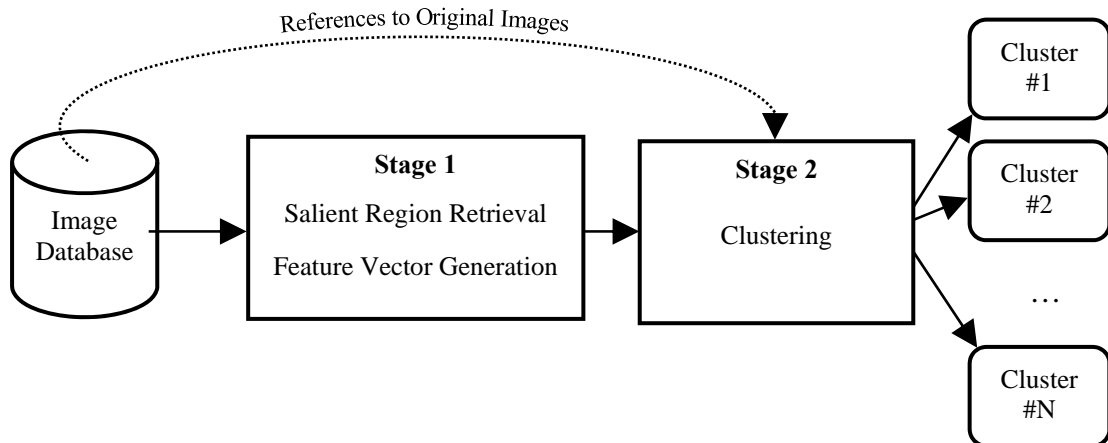 References to Original Images
Image
Database
Stage 1
Salient Region Retrieval
Feature Vector Generation
Stage 2
Clustering
Cluster
#1
Cluster
#2
…
Cluster
#N